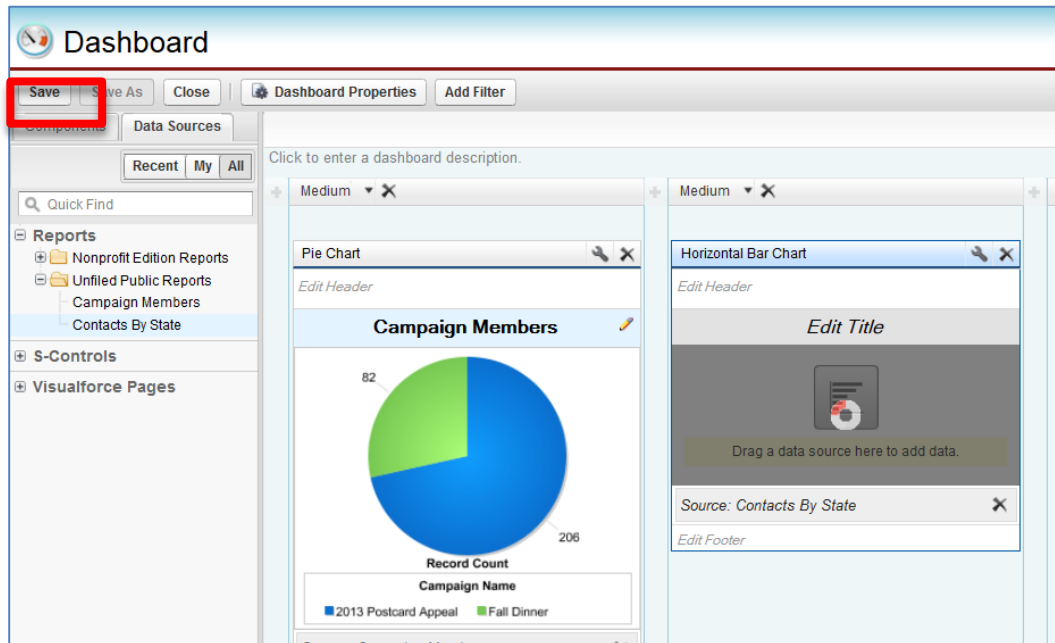 Dashboard
Save Save As Close Dashboard Properties Add Filter
Components Data Sources
Recent My All
Quick Find
Reports
Nonprofit Edition Reports
Unfiled Public Reports
Campaign Members
Contacts By State
S-Controls
Visualforce Pages
Click to enter a dashboard description.
Medium
Pie Chart
Edit Header
Campaign Members
82
206
Record Count
Campaign Name
2013 Postcard Appeal Fall Dinner
Medium
Horizontal Bar Chart
Edit Header
Edit Title
Drag a data source here to add data.
Source: Contacts By State
Edit Footer